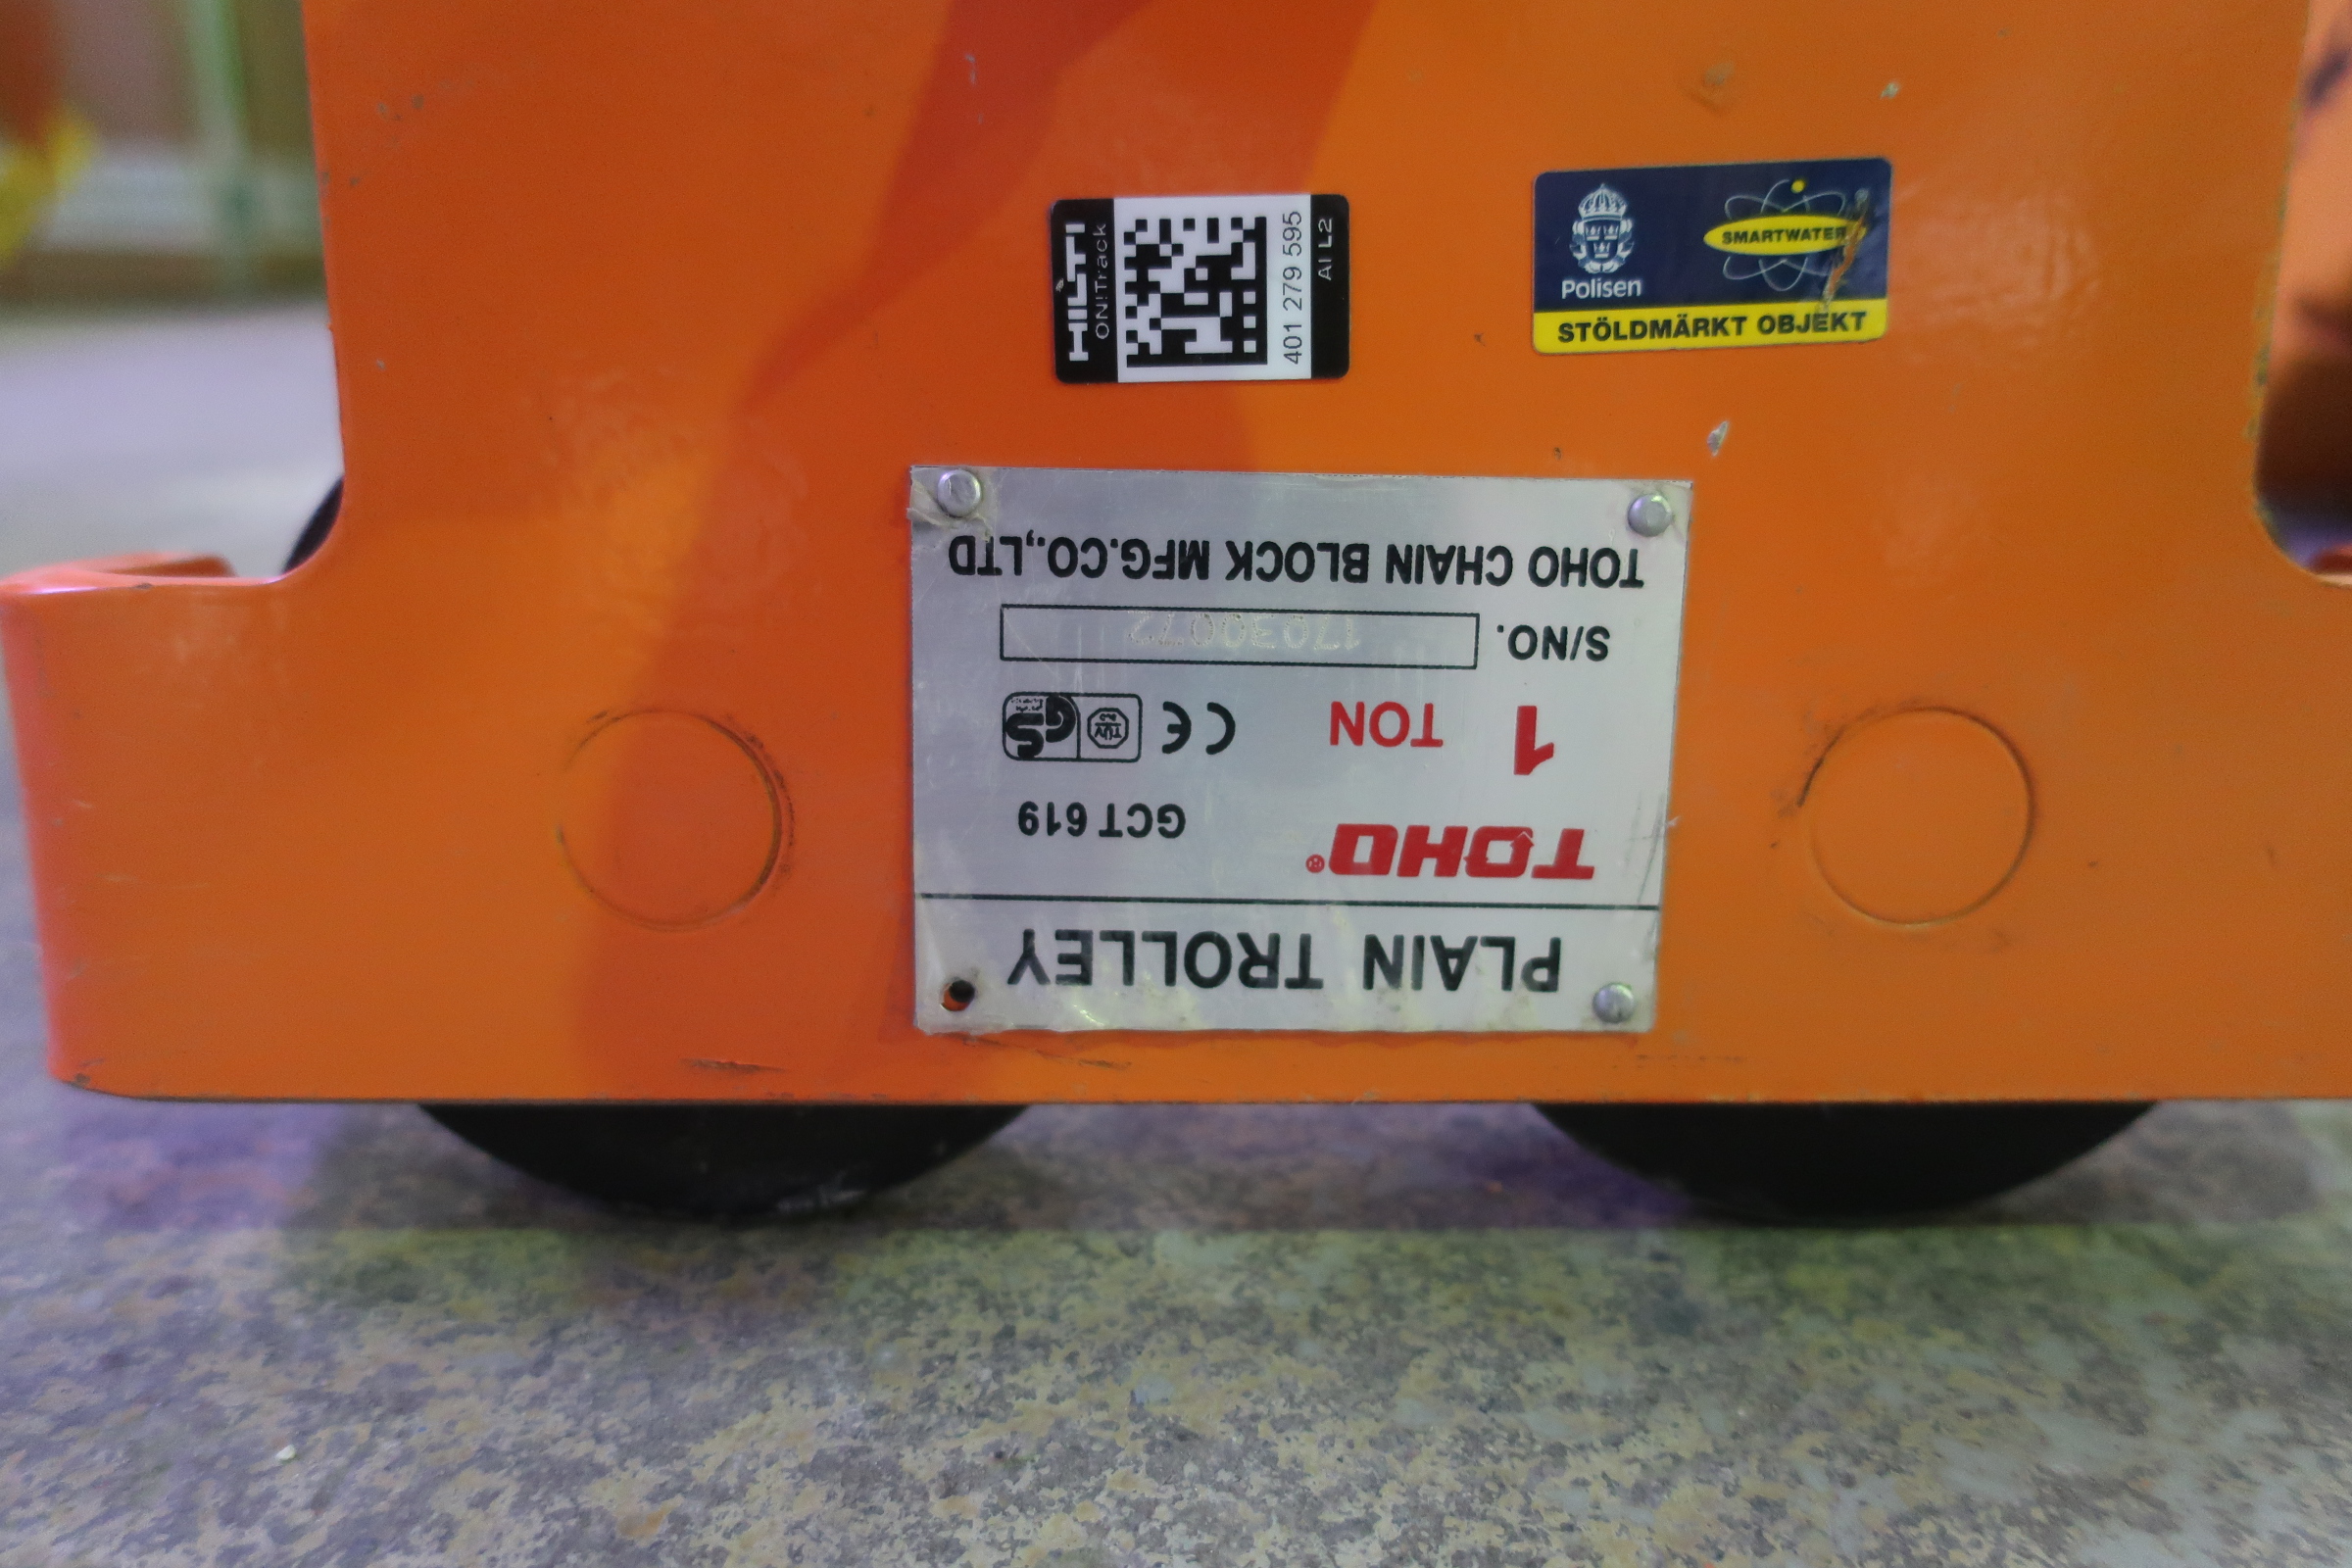 HILTI
ON!Track
401 279 595
AI L2
Polisen
SMARTWATER®
STÖLDMÄRKT OBJEKT
PLAIN TROLLEY
TOHO®
GCT 619
1 TON
CE
TÜV
GS
S/NO. 17030072
TOHO CHAIN BLOCK MFG.CO.,LTD